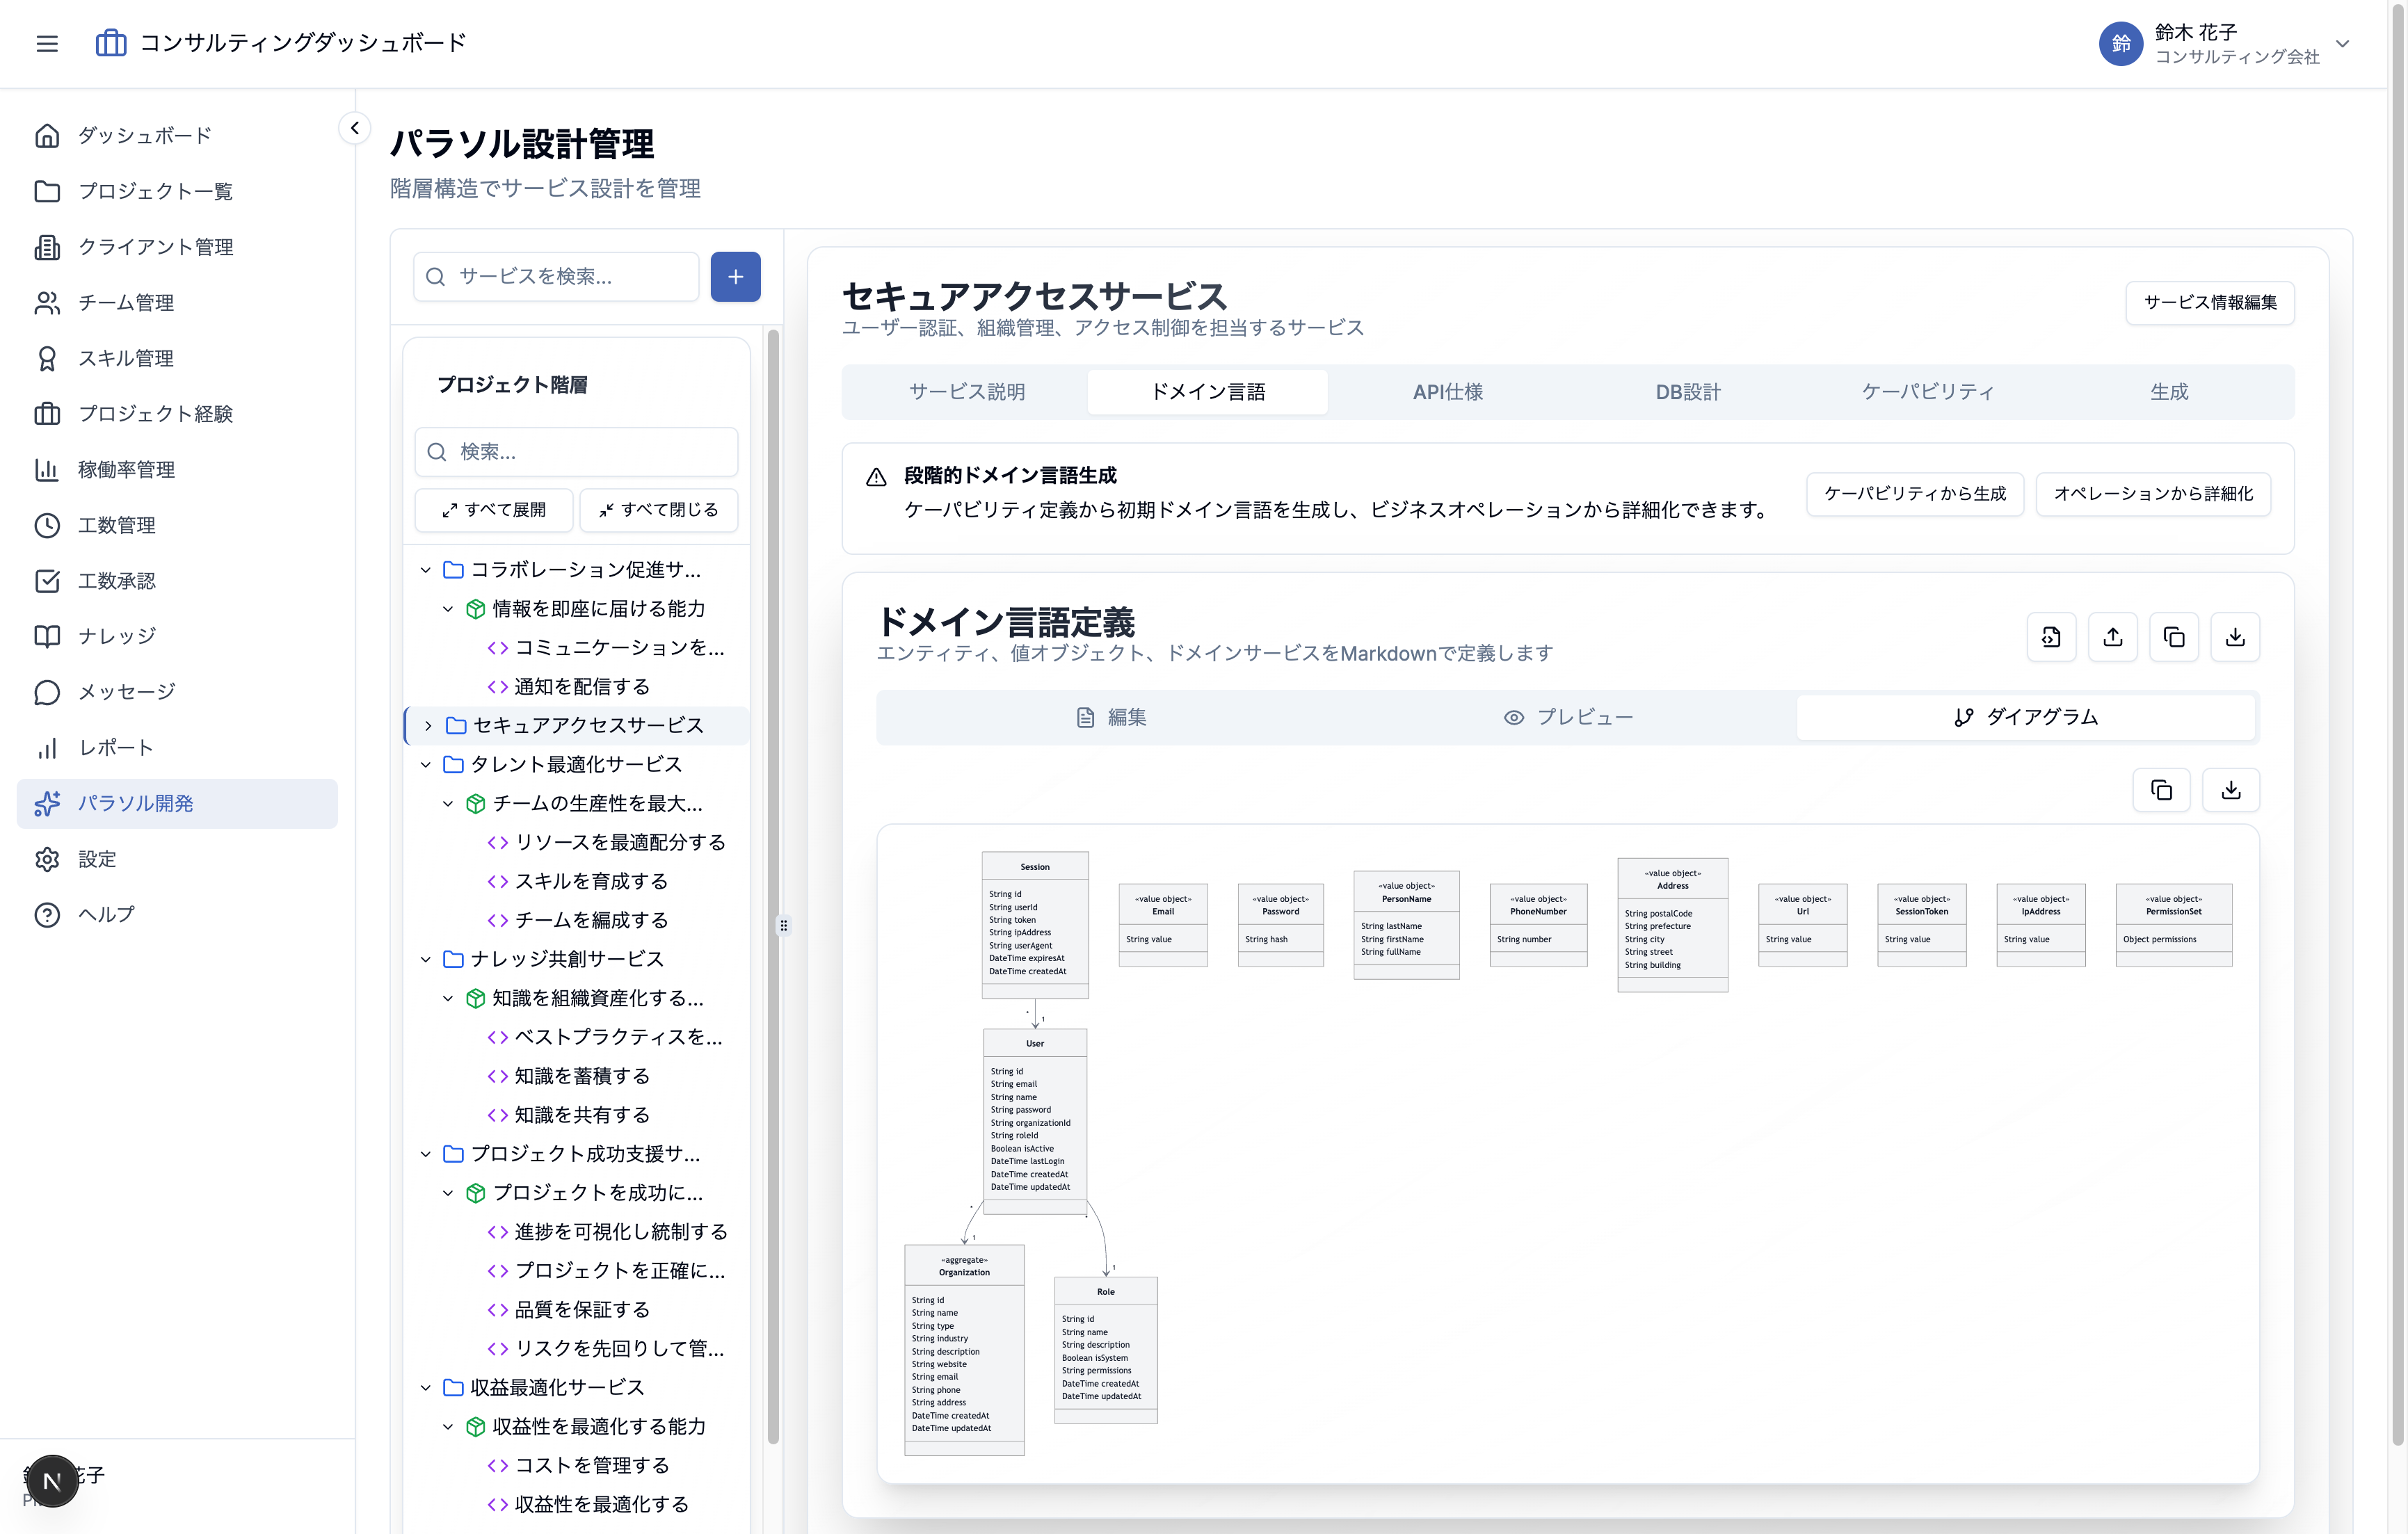 コンサルティングダッシュボード
鈴
鈴木 花子
コンサルティング会社
ダッシュボード
プロジェクト一覧
クライアント管理
チーム管理
スキル管理
プロジェクト経験
稼働率管理
工数管理
工数承認
ナレッジ
メッセージ
レポート
パラソル開発
設定
ヘルプ
花子
N
パラソル設計管理
階層構造でサービス設計を管理
サービスを検索...
プロジェクト階層
検索...
すべて展開
すべて閉じる
コラボレーション促進サ...
情報を即座に届ける能力
コミュニケーションを...
通知を配信する
セキュアアクセスサービス
タレント最適化サービス
チームの生産性を最大...
リソースを最適配分する
スキルを育成する
チームを編成する
ナレッジ共創サービス
知識を組織資産化する...
ベストプラクティスを...
知識を蓄積する
知識を共有する
プロジェクト成功支援サ...
プロジェクトを成功に...
進捗を可視化し統制する
プロジェクトを正確に...
品質を保証する
リスクを先回りして管...
収益最適化サービス
収益性を最適化する能力
コストを管理する
収益性を最適化する
セキュアアクセスサービス
ユーザー認証、組織管理、アクセス制御を担当するサービス
サービス情報編集
サービス説明
ドメイン言語
API仕様
DB設計
ケーパビリティ
生成
段階的ドメイン言語生成
ケーパビリティ定義から初期ドメイン言語を生成し、ビジネスオペレーションから詳細化できます。
ケーパビリティから生成
オペレーションから詳細化
ドメイン言語定義
エンティティ、値オブジェクト、ドメインサービスをMarkdownで定義します
編集
プレビュー
ダイアグラム
Session
String id
String userId
String token
String ipAddress
String userAgent
DateTime expiresAt
DateTime createdAt
«value object»
Email
String value
«value object»
Password
String hash
«value object»
PersonName
String lastName
String firstName
String fullName
«value object»
PhoneNumber
String number
«value object»
Address
String postalCode
String prefecture
String city
String street
String building
«value object»
Url
String value
«value object»
SessionToken
String value
«value object»
IpAddress
String value
«value object»
PermissionSet
Object permissions
*
1
User
String id
String email
String name
String password
String organizationId
String roleId
Boolean isActive
DateTime lastLogin
DateTime createdAt
DateTime updatedAt
*
1
*
1
«aggregate»
Organization
String id
String name
String type
String industry
String description
String website
String email
String phone
String address
DateTime createdAt
DateTime updatedAt
Role
String id
String name
String description
Boolean isSystem
String permissions
DateTime createdAt
DateTime updatedAt